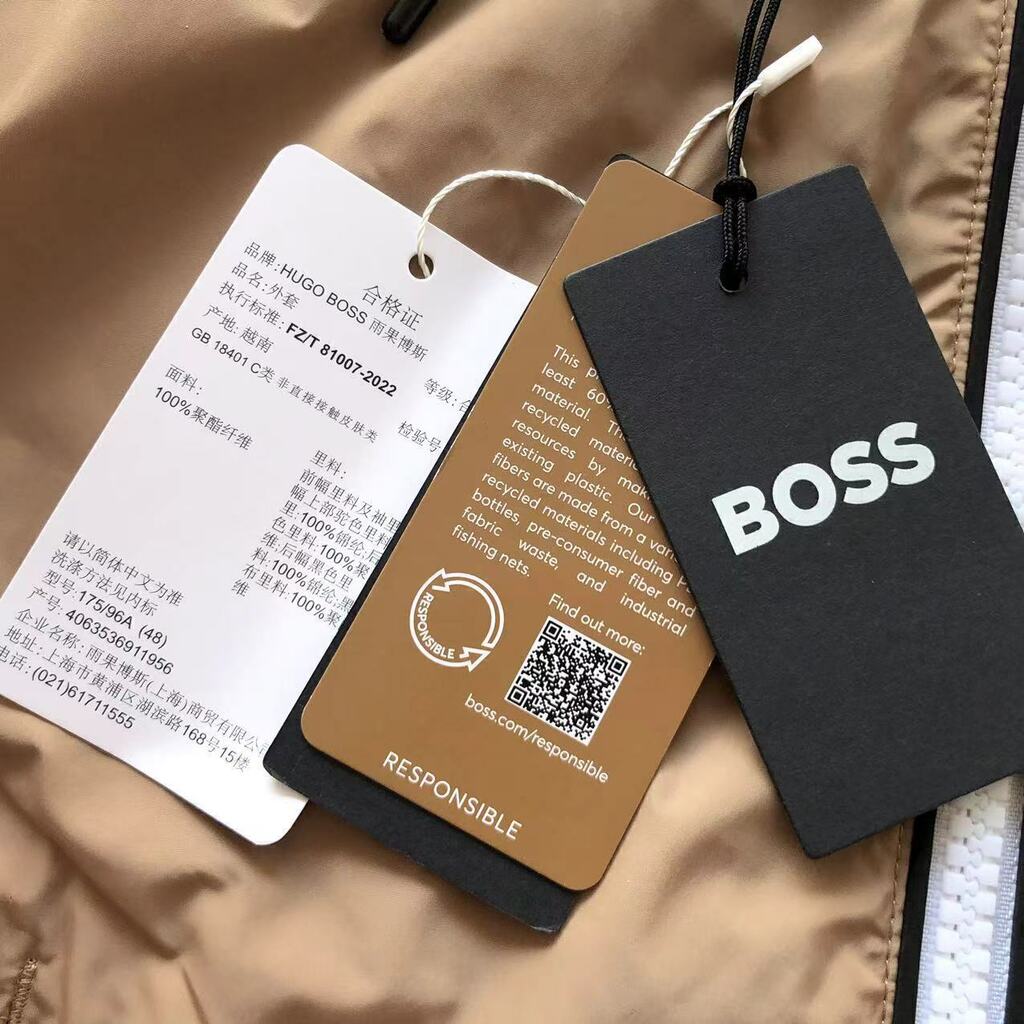 合格证
品牌:HUGO BOSS 雨果博斯
品名:外套
执行标准: FZ/T 81007-2022
等级:
产地: 越南
GB 18401 C类 非直接接触皮肤类
检验号
面料:
100%聚酯纤维
里料:
前幅里料及袖里
幅上部驼色里料
里:100%锦纶,后
色里料:100%聚
维,后幅黑色里
料:100%锦纶,黑
布里料:100%聚
维
请以简体中文为准
洗涤方法见内标
型号:175/96A (48)
产号: 4063536911956
企业名称: 雨果博斯(上海)商贸有限公司
地址: 上海市黄浦区湖滨路168号15楼
电话:(021)61711555
This
least 60
material.
recycled
resources by
existing plastic. Our
fibers are made from a
recycled materials including
bottles, pre-consumer fiber and
fabric waste, and industrial
fishing nets.
RESPONSIBLE
Find out more:
boss.com/responsible
RESPONSIBLE
BOSS